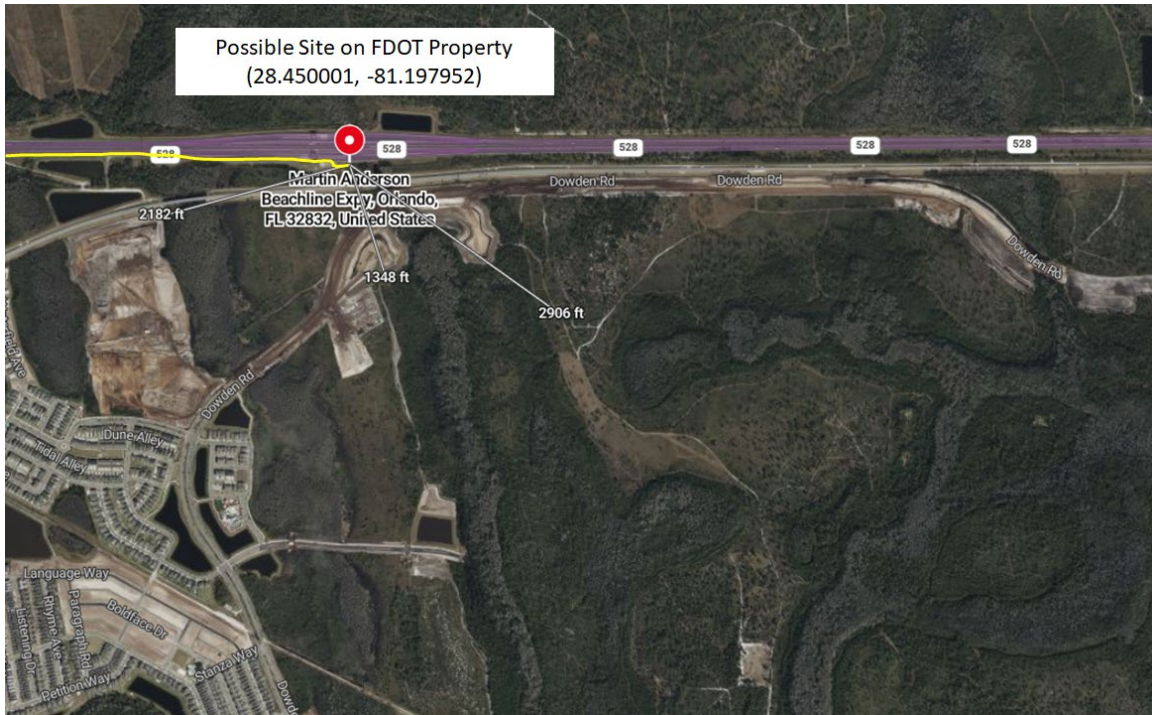 Possible Site on FDOT Property
(28.450001, -81.197952)
528
528
528
528
528
Martin Anderson
Beachline Expy, Orlando,
FL 32832, United States
Dowden Rd
Dowden Rd
2182 ft
1348 ft
2906 ft
Dowden Rd
Dowden Rd
Dune Alley
Tidal Alley
Language Way
Boldface Dr
Listening Dr
Rhyme Ave
Paragraph Rd
Petition Way
Stanza Way